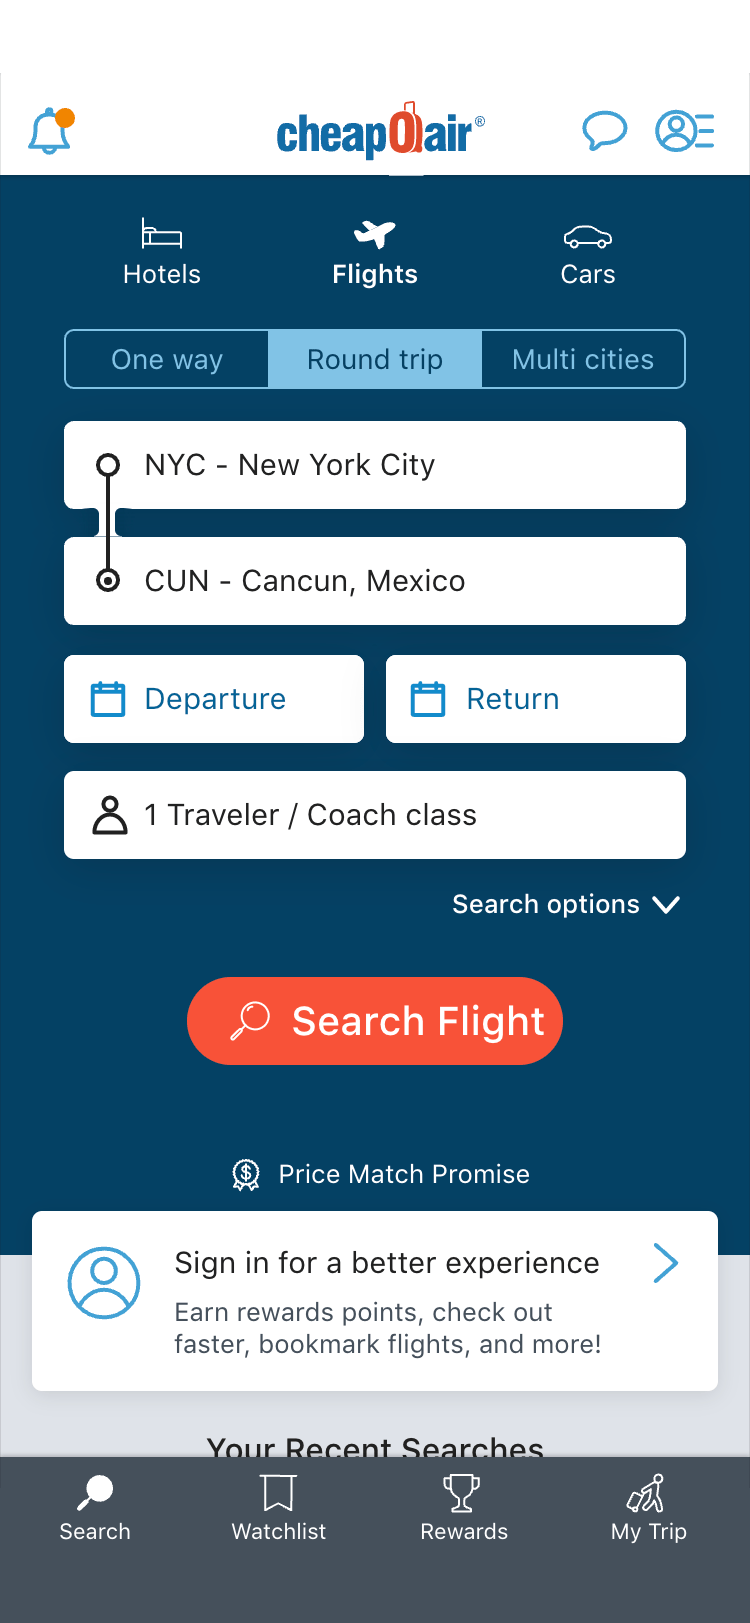 cheapOair®
Hotels
Flights
Cars
One way
Round trip
Multi cities
NYC - New York City
CUN - Cancun, Mexico
Departure
Return
1 Traveler / Coach class
Search options
Search Flight
Price Match Promise
Sign in for a better experience
Earn rewards points, check out
faster, bookmark flights, and more!
Your Recent Searches
Search
Watchlist
Rewards
My Trip